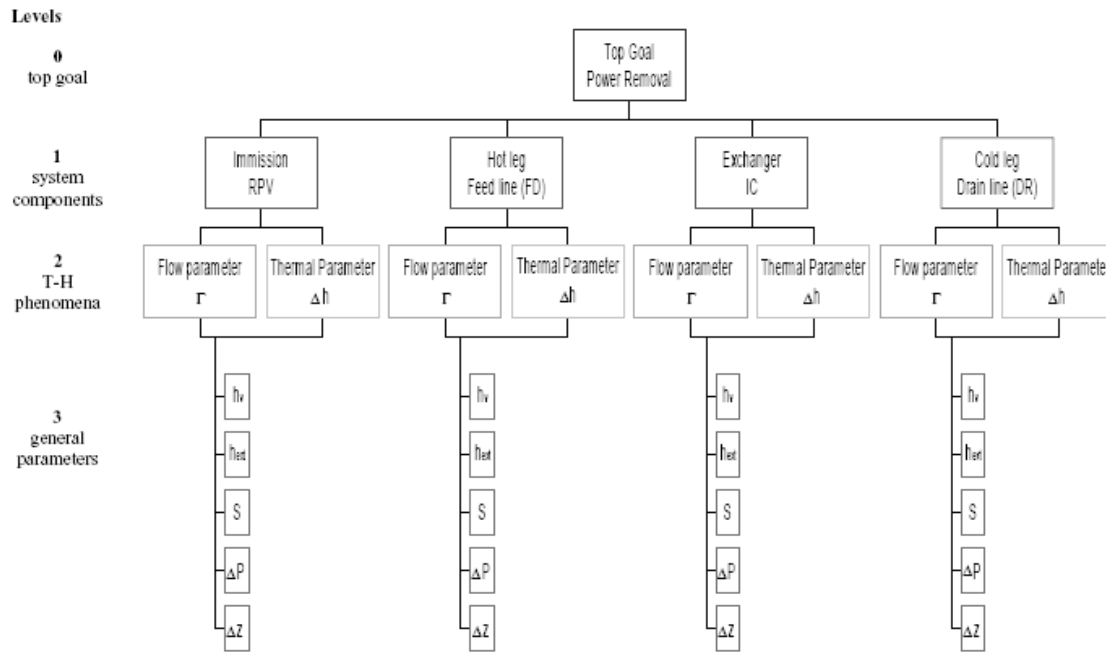 Levels
0
top goal
Top Goal
Power Removal
1
system
components
Immission
RPV
Hot leg
Feed line (FD)
Exchanger
IC
Cold leg
Drain line (DR)
2
T-H
phenomena
Flow parameter
Γ
Thermal Parameter
Δh
Flow parameter
Γ
Thermal Parameter
Δh
Flow parameter
Γ
Thermal Parameter
Δh
Flow parameter
Γ
Thermal Paramete
Δh
3
general
parameters
hv
hext
S
ΔP
Δz
hv
hext
S
ΔP
Δz
hv
hext
S
ΔP
Δz
hv
hext
S
ΔP
Δz